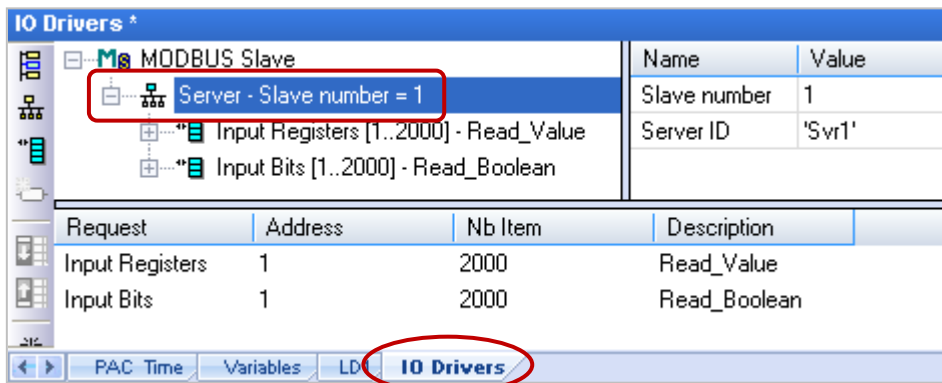 IO Drivers *
MODBUS Slave
Server - Slave number = 1
Input Registers [1..2000] - Read_Value
Input Bits [1..2000] - Read_Boolean
Name Value
Slave number 1
Server ID 'Svr1'
Request Address Nb Item Description
Input Registers 1 2000 Read_Value
Input Bits 1 2000 Read_Boolean
PAC Time Variables IO Drivers